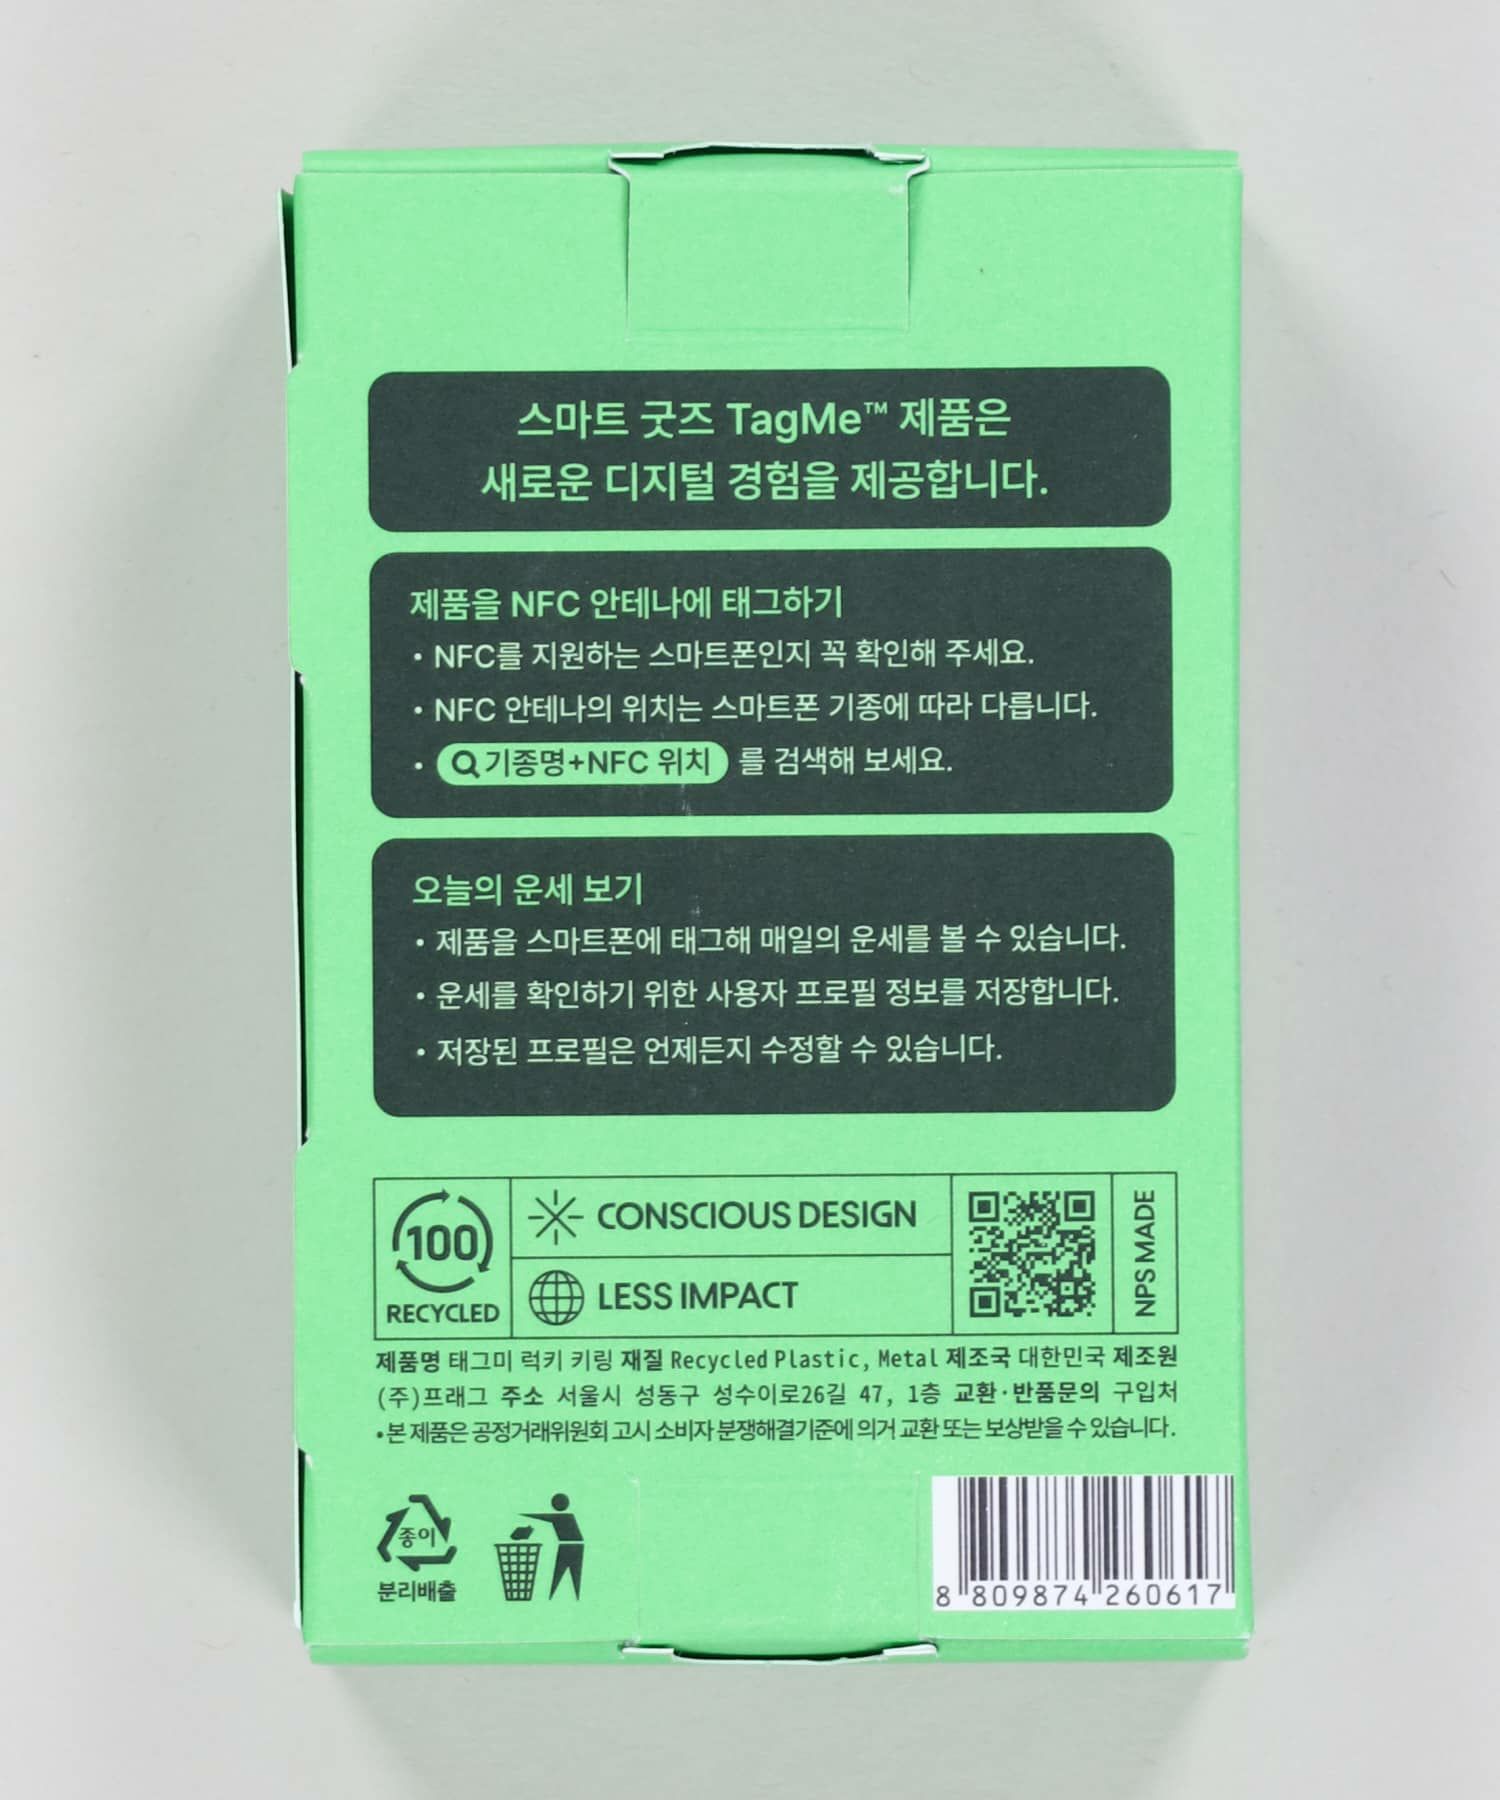 스마트 굿즈 TagMe™ 제품은
새로운 디지털 경험을 제공합니다.
제품을 NFC 안테나에 태그하기
• NFC를 지원하는 스마트폰인지 꼭 확인해 주세요.
• NFC 안테나의 위치는 스마트폰 기종에 따라 다릅니다.
• 기종명+NFC 위치 를 검색해 보세요.
오늘의 운세 보기
• 제품을 스마트폰에 태그해 매일의 운세를 볼 수 있습니다.
• 운세를 확인하기 위한 사용자 프로필 정보를 저장합니다.
• 저장된 프로필은 언제든지 수정할 수 있습니다.
100
RECYCLED
CONSCIOUS DESIGN
LESS IMPACT
NPS MADE
제품명 태그미 럭키 키링 재질 Recycled Plastic, Metal 제조국 대한민국 제조원
(주)프래그 주소 서울시 성동구 성수이로26길 47, 1층 교환·반품문의 구입처
•본 제품은 공정거래위원회 고시 소비자 분쟁해결기준에 의거 교환 또는 보상받을 수 있습니다.
종이
분리배출
8 809874 260617